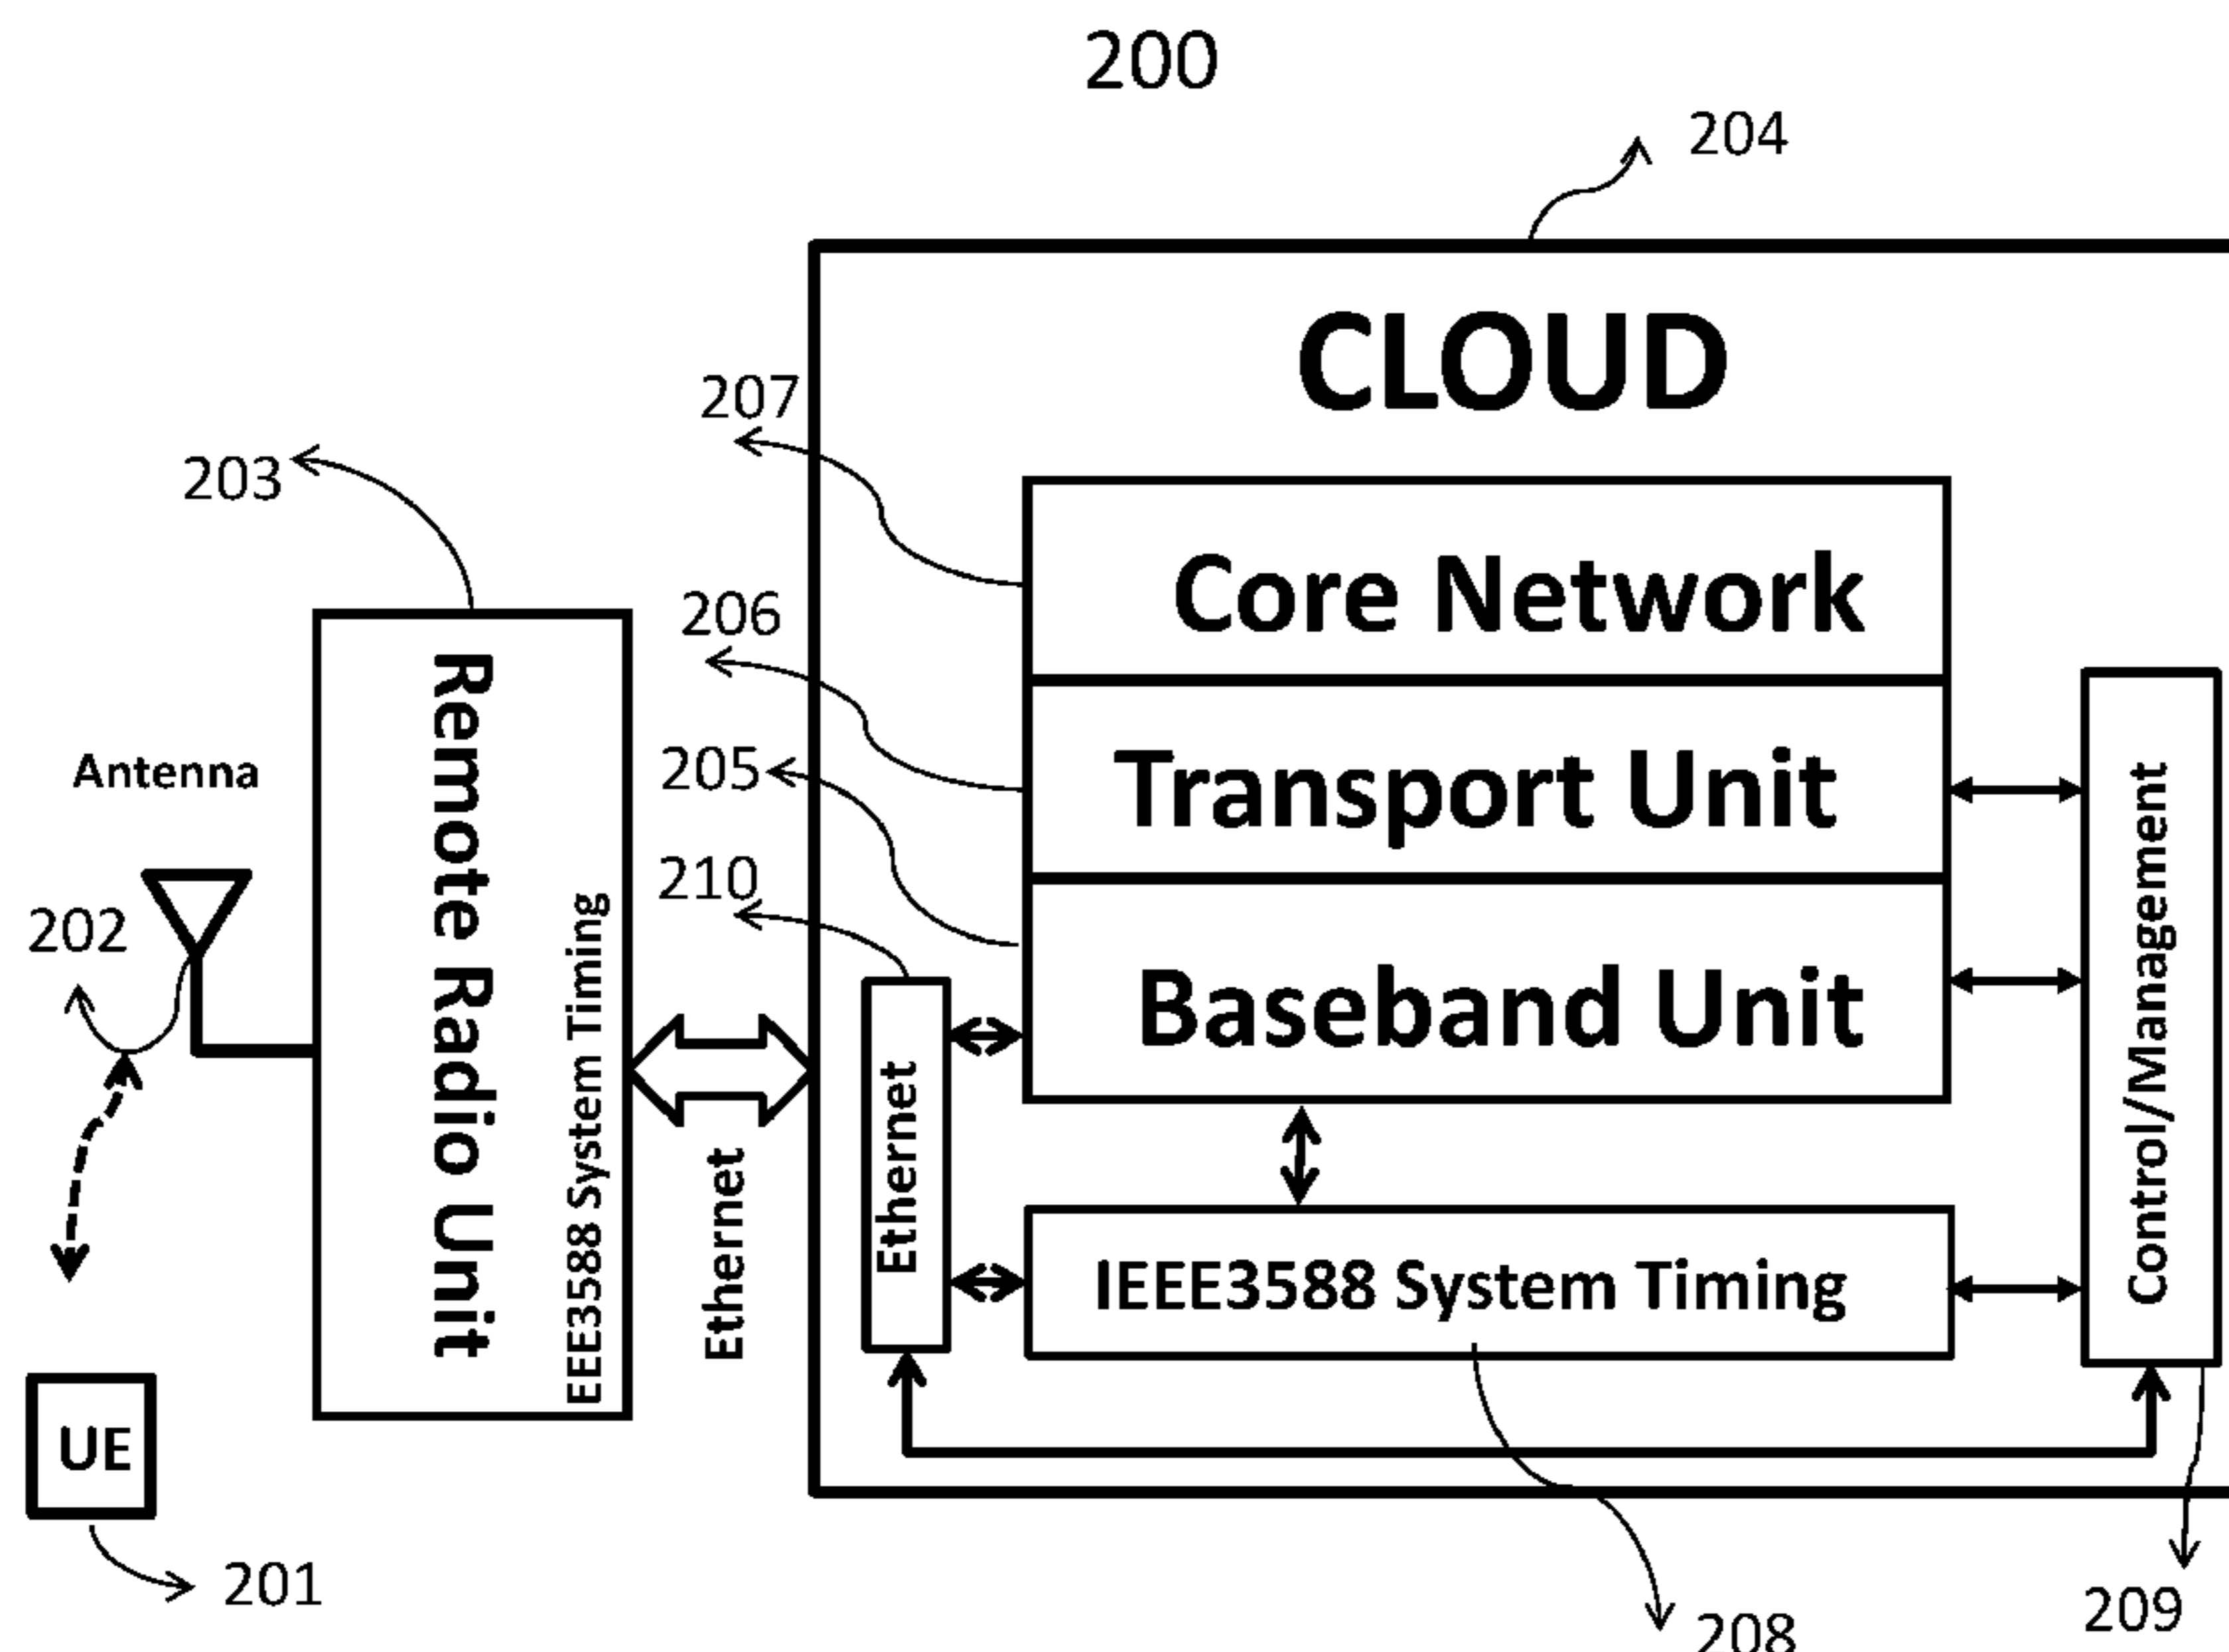 200
204
CLOUD
207
203
Core Network
206
Transport Unit
205
Antenna
210
202
Remote Radio Unit
EEE3588 System Timing
Ethernet
Baseband Unit
Ethernet
IEEE3588 System Timing
Control/Management
UE
201
208
209